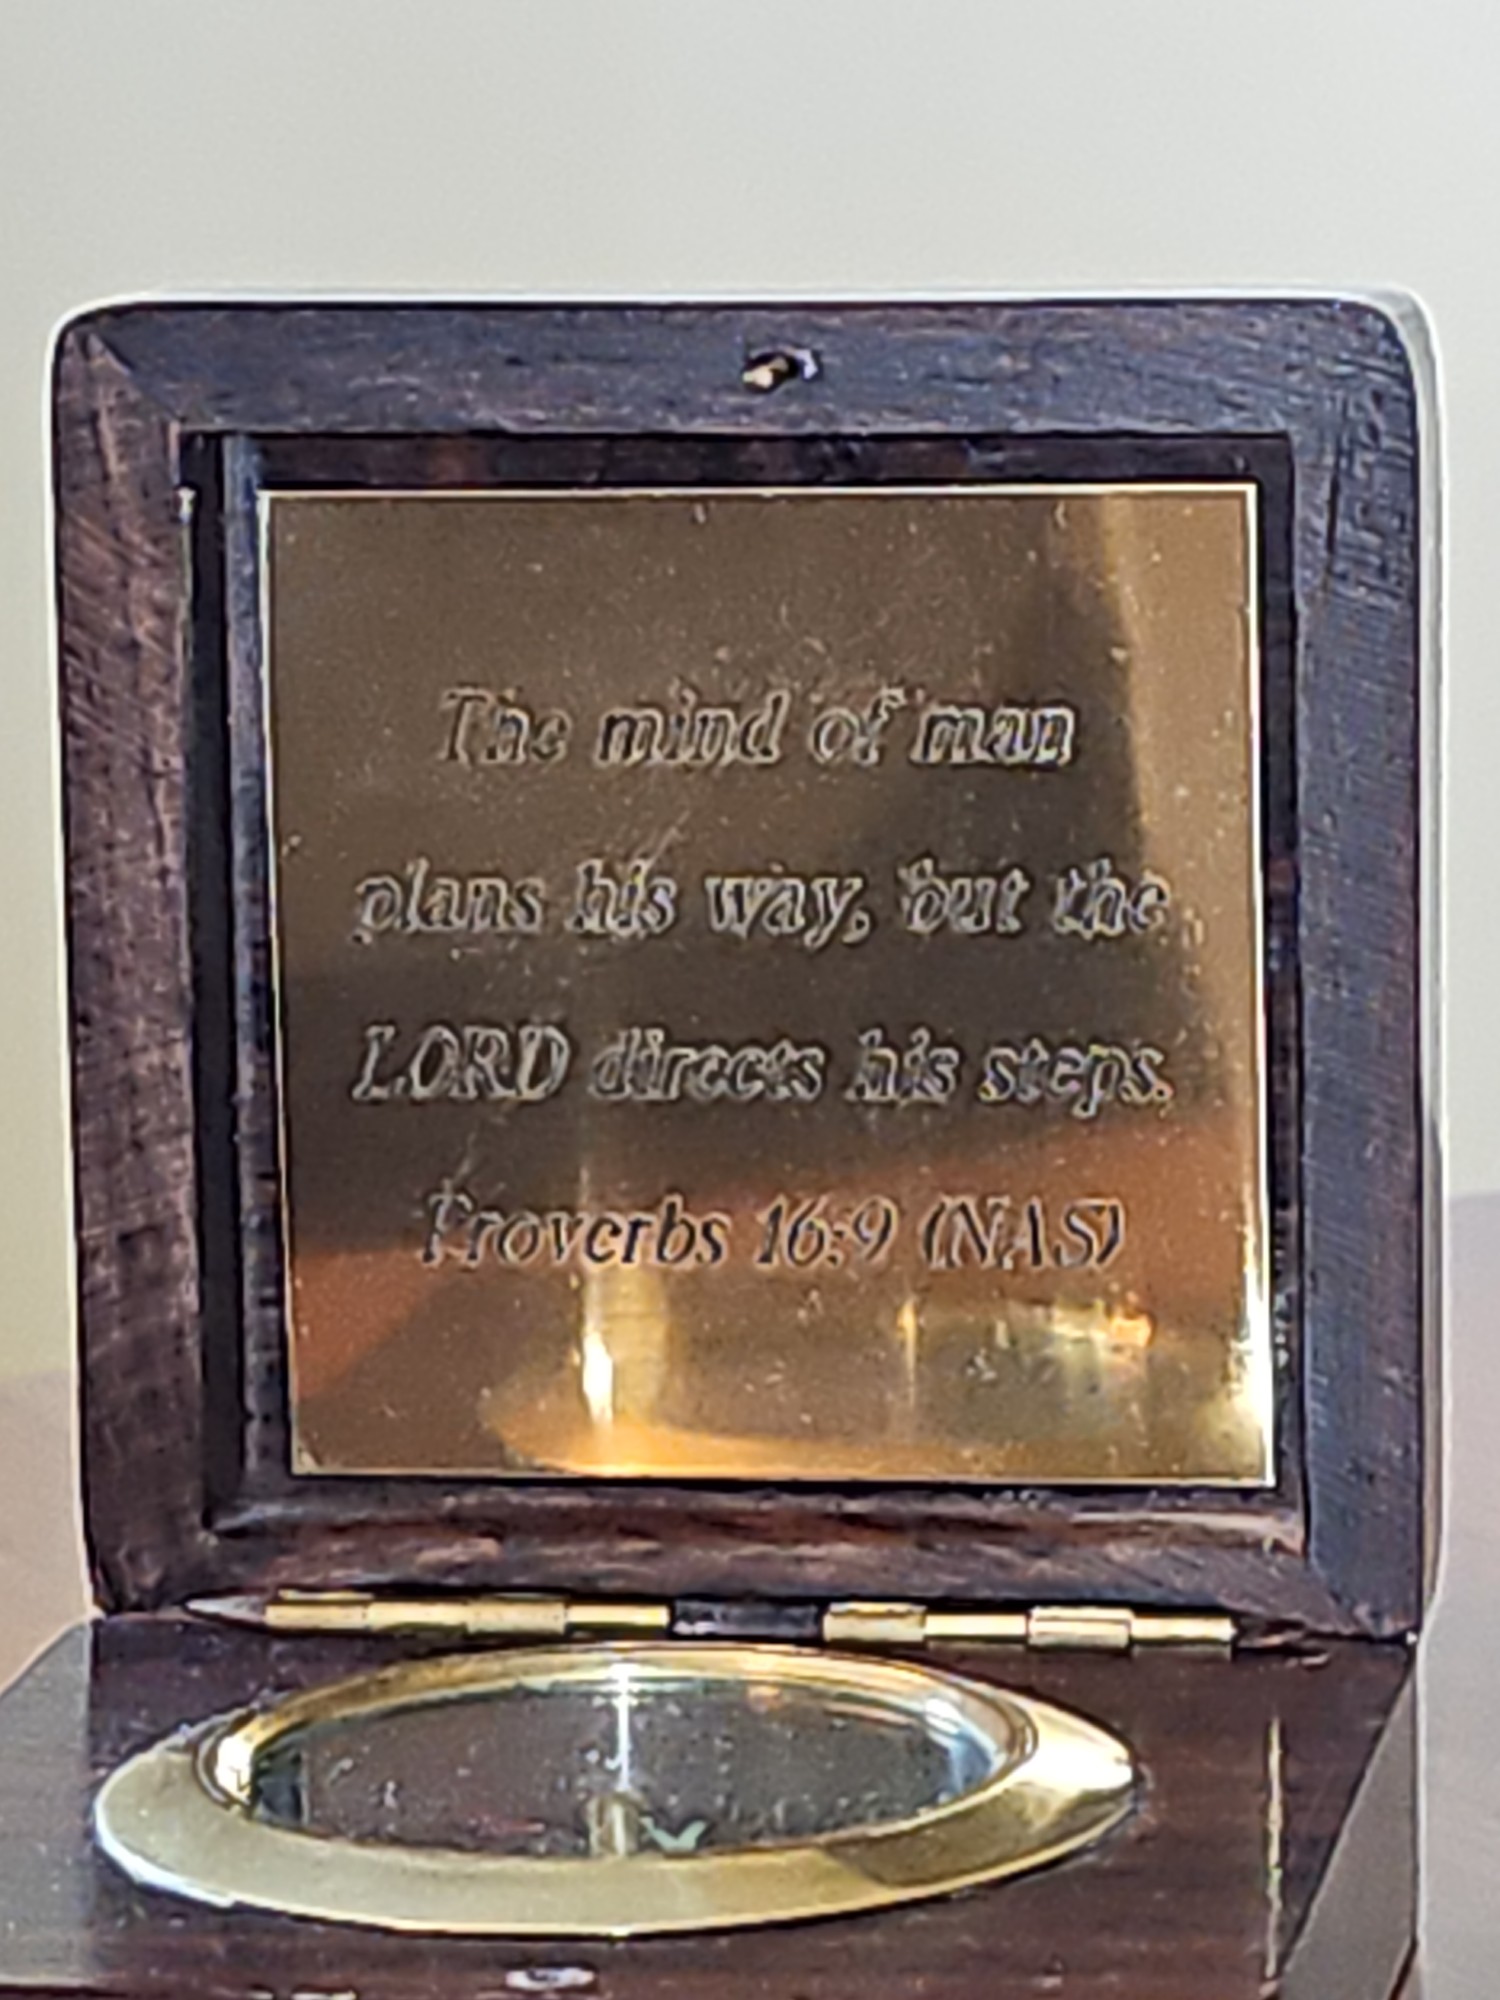 The mind of man
plans his way, but the
LORD directs his steps.
Proverbs 16:9 (NAS)